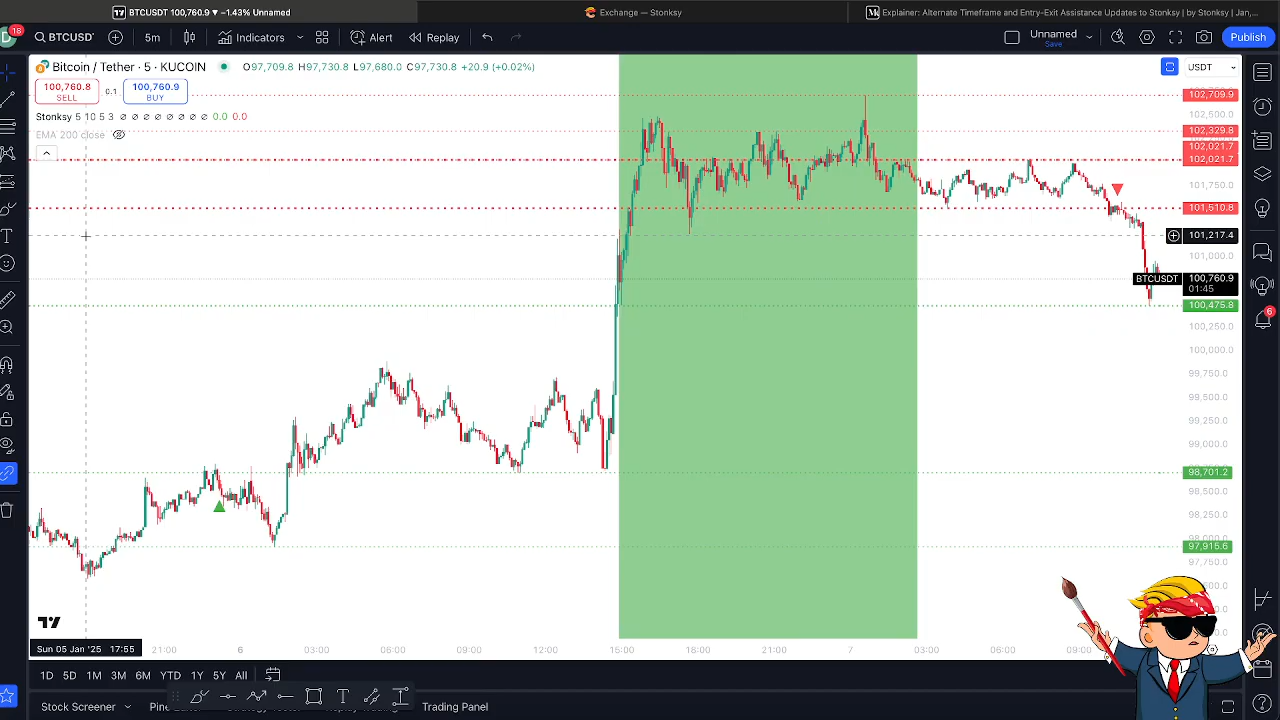 BTCUSDT 100,760.9 ▼ −1.43% Unnamed
Exchange — Stonksy
Explainer: Alternate Timeframe and Entry-Exit Assistance Updates to Stonksy | by Stonksy | Jan,...
16
BTCUSDT
5m
Indicators
Alert
Replay
Unnamed
Save
Publish
Bitcoin / Tether · 5 · KUCOIN
O97,709.8 H97,730.8 L97,680.0 C97,730.8 +20.9 (+0.02%)
USDT
100,760.8
SELL
0.1
100,760.9
BUY
Stonksy 5 10 5 3 ∅ ∅ ∅ ∅ ∅ ∅ ∅ ∅ ∅ 0.0 0.0
EMA 200 close
102,709.9
102,500.0
102,329.8
102,021.7
102,021.7
101,750.0
101,510.8
101,217.4
101,000.0
BTCUSDT
100,760.9
01:45
100,475.8
100,250.0
100,000.0
99,750.0
99,500.0
99,250.0
99,000.0
98,701.2
98,500.0
98,250.0
98,000.0
97,915.6
97,750.0
6
Sun 05 Jan '25 17:55
21:00
6
03:00
06:00
09:00
12:00
15:00
18:00
21:00
7
03:00
06:00
09:00
1D
5D
1M
3M
6M
YTD
1Y
5Y
All
Stock Screener
Trading Panel